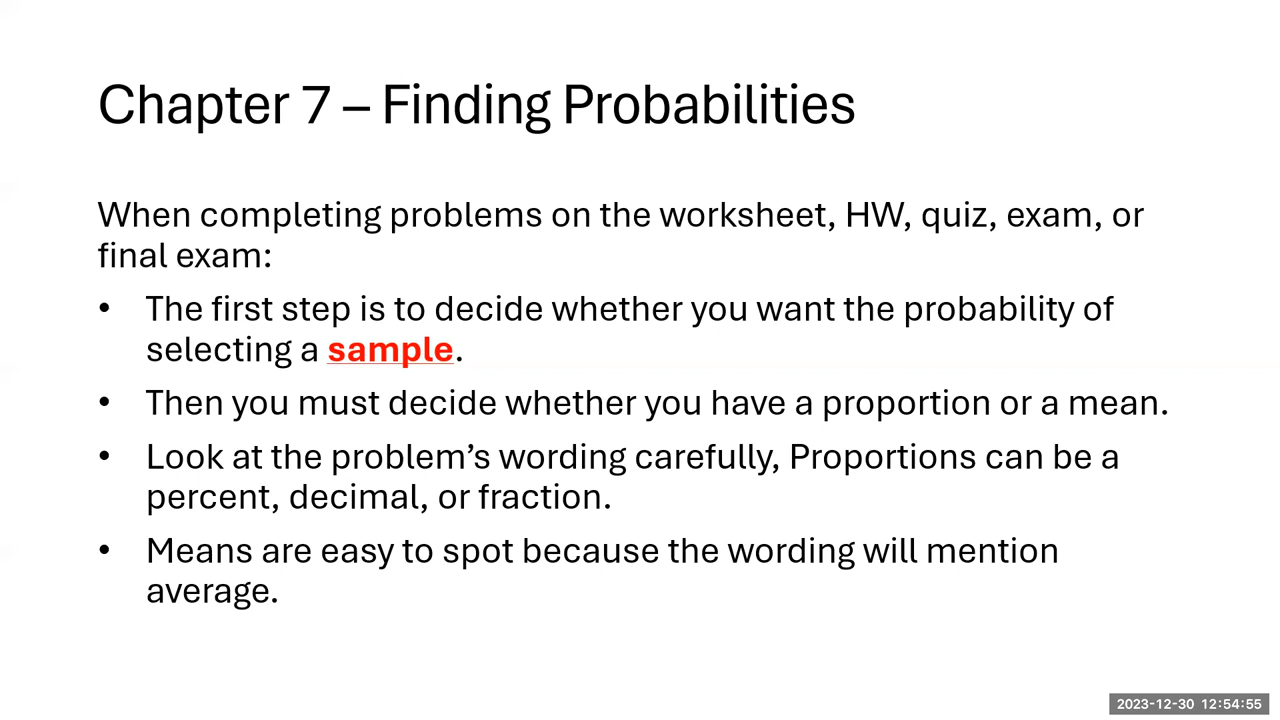 Chapter 7 – Finding Probabilities
When completing problems on the worksheet, HW, quiz, exam, or
final exam:
• The first step is to decide whether you want the probability of
selecting a sample.
• Then you must decide whether you have a proportion or a mean.
• Look at the problem’s wording carefully, Proportions can be a
percent, decimal, or fraction.
• Means are easy to spot because the wording will mention
average.
2023-12-30 12:54:55